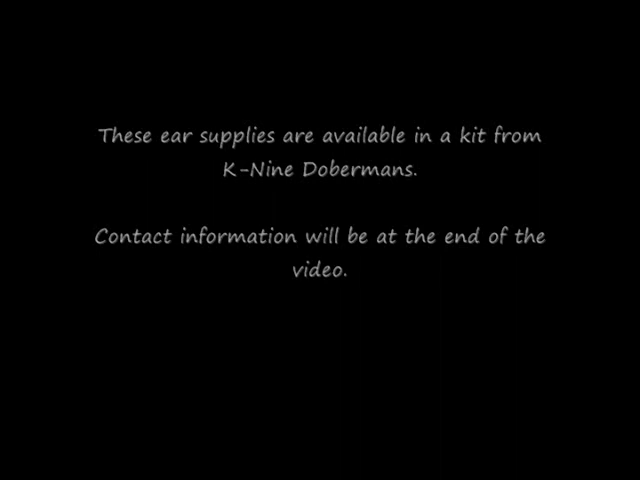 These ear supplies are available in a kit from
K-Nine Dobermans.
Contact information will be at the end of the
video.